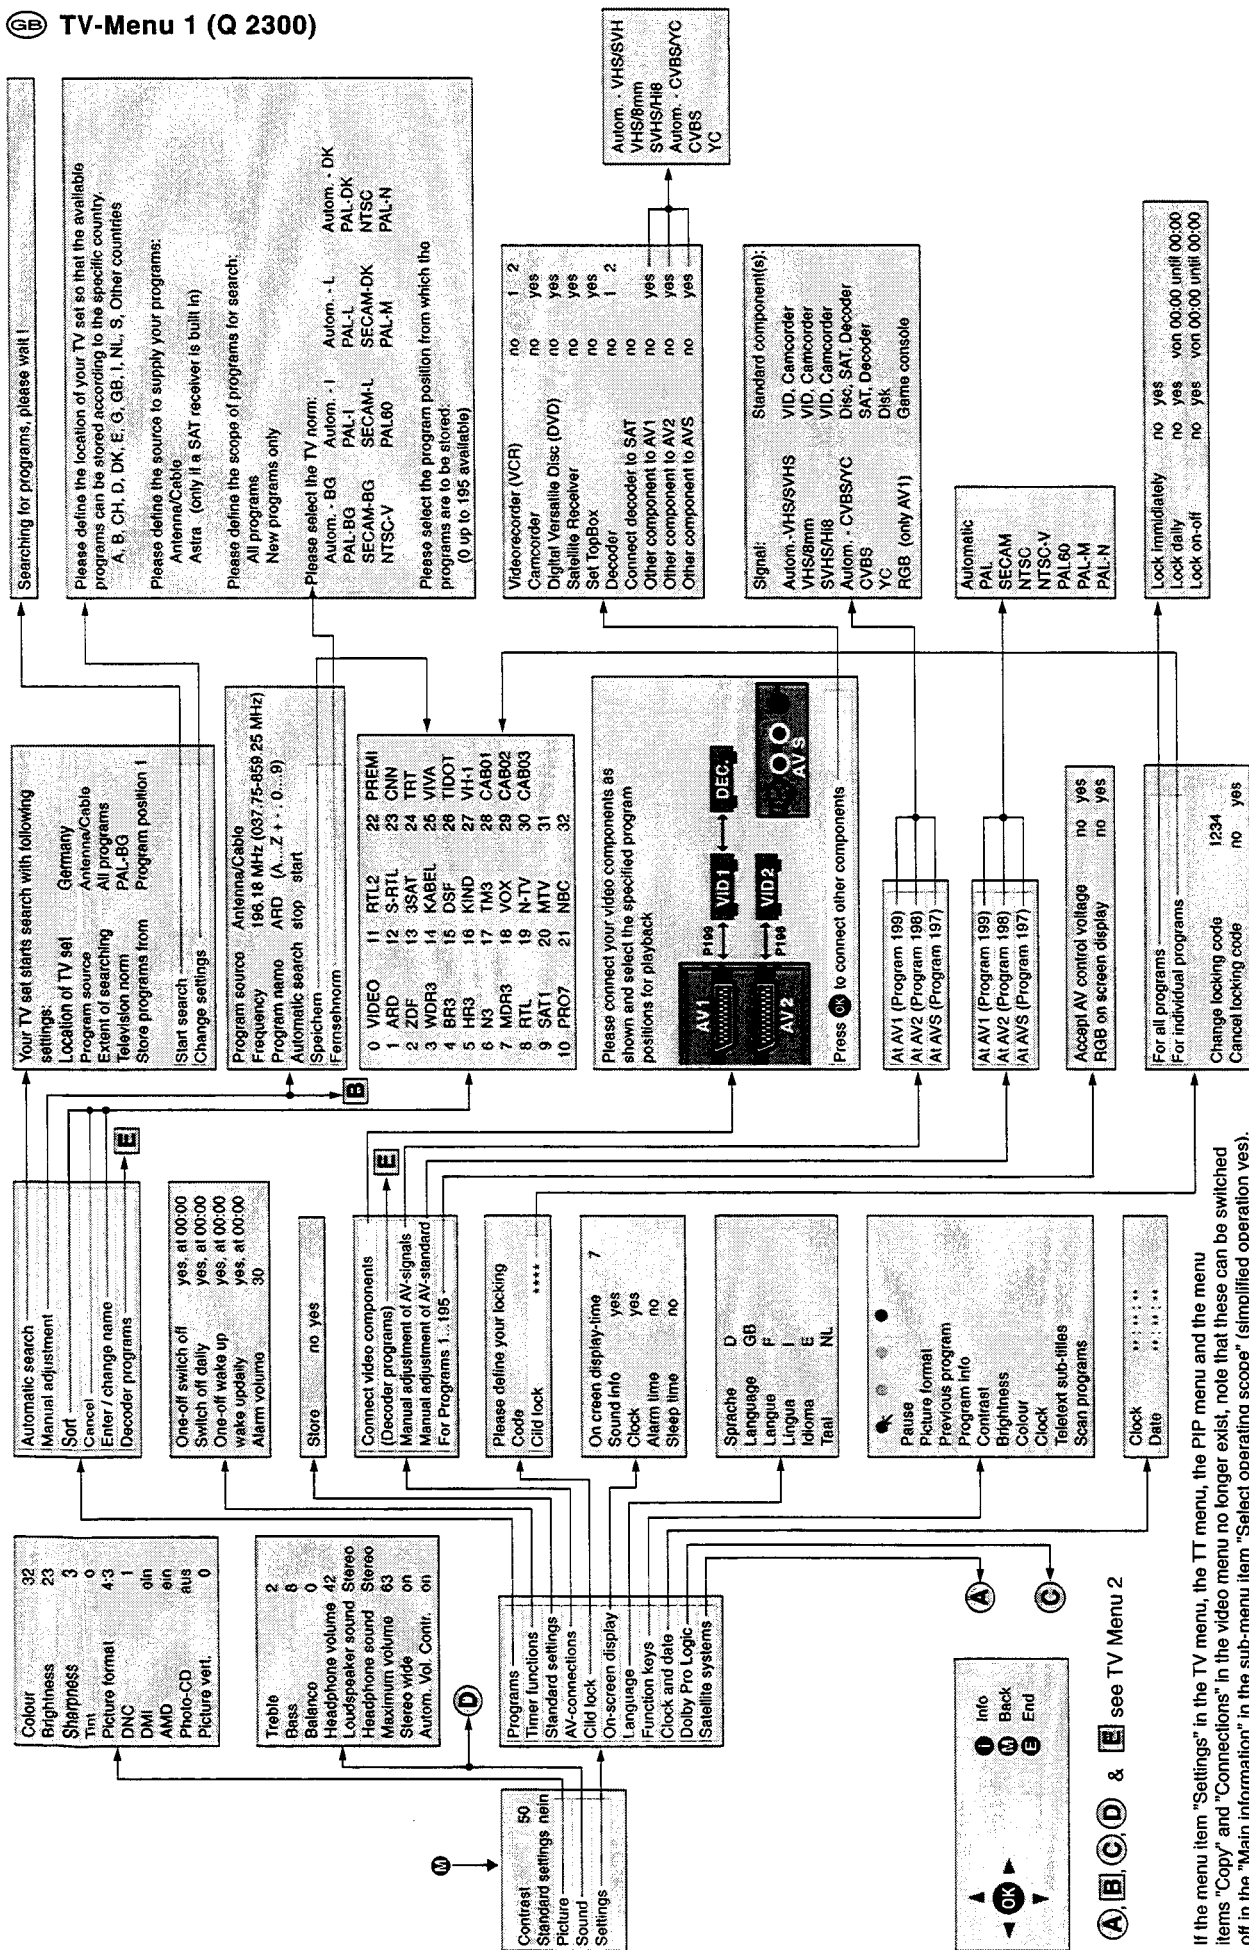 GB TV-Menu 1 (Q 2300)
M
Contrast 50
Standard settings nein
Picture
Sound
Settings
Colour 32
Brightness 23
Sharpness 3
Tint 0
Picture format 4:3
DNC 1
DMI ein
AMD ein
Photo-CD aus
Picture vert. 0
Treble 2
Bass 8
Balance 0
Headphone volume 42
Loudspeaker sound Stereo
Headphone sound Stereo
Maximum volume 63
Stereo wide on
Autom. Vol. Contr. on
D
Programs
Timer functions
Standard settings
AV-connections
Cild lock
On-screen display
Language
Function keys
Clock and date
Dolby Pro Logic
Satellite systems
A
C
Automatic search
Manual adjustment
Sort
Cancel
Enter / change name
Decoder programs
E
One-off switch off yes, at 00:00
Switch off daily yes, at 00:00
One-off wake up yes, at 00:00
wake updaily yes, at 00:00
Alarm volume 30
Store no yes
Connect video components
(Decoder programs)
Manual adjustment of AV-signals
Manual adjustment of AV-standard
For Programs 1...195
E
Please define your locking
Code
Cild lock ****
On creen display-time 7
Sound info yes
Clock yes
Alarm time no
Sleep time no
Sprache D
Language GB
Langue F
Lingua I
Idioma E
Taal NL
Pause
Picture format
Previous program
Program info
Contrast
Brightness
Colour
Clock
Teletext sub-titles
Scan programs
Clock **:**:**
Date **:**:**
Your TV set starts search with following
settings:
Location of TV set Germany
Program source Antenna/Cable
Extent of searching All programs
Television norm PAL-BG
Store programs from Program position 1
Start search
Change settings
Program source Antenna/Cable
Frequency 196.18 MHz (037.75-859.25 MHz)
Program name ARD (A...Z + - . 0...9)
Automatic search stop start
Speichern
Fernsehnorm
B
0 VIDEO 11 RTL2 22 PREMI
1 ARD 12 S-RTL 23 CNN
2 ZDF 13 3SAT 24 TRT
3 WDR3 14 KABEL 25 VIVA
4 BR3 15 DSF 26 TIDOT
5 HR3 16 KIND 27 VH-1
6 N3 17 TM3 28 CAB01
7 MDR3 18 VOX 29 CAB02
8 RTL 19 N-TV 30 CAB03
9 SAT1 20 MTV 31
10 PRO7 21 NBC 32
Please connect your video components as
shown and select the specified program
positions for playback
AV1 P199 VID1 DEC.
AV2 P198 VID2 AVS
Press OK to connect other components
At AV1 (Program 199)
At AV2 (Program 198)
At AVS (Program 197)
At AV1 (Program 199)
At AV2 (Program 198)
At AVS (Program 197)
Accept AV control voltage no yes
RGB on screen display no yes
For all programs
For individual programs
Change locking code 1234
Cancel locking code no yes
Searching for programs, please wait !
Please define the location of your TV set so that the available
programs can be stored according to the specific country.
A, B, CH, D, DK, E, G, GB, I, NL, S, Other countries
Please define the source to supply your programs:
Antenna/Cable
Astra (only if a SAT receiver is built in)
Please define the scope of programs for search:
All programs
New programs only
Please select the TV norm:
Autom. - BG Autom. - I Autom. - L Autom. - DK
PAL-BG PAL-I PAL-L PAL-DK
SECAM-BG SECAM-L SECAM-DK NTSC
NTSC-V PAL60 PAL-M PAL-N
Please select the program position from which the
programs are to be stored:
(0 up to 195 available)
Videorecorder (VCR) no 1 2
Camcorder no yes
Digital Versatile Disc (DVD) no yes
Satellite Receiver no yes
Set TopBox no yes
Decoder no 1 2
Connect decoder to SAT no
Other component to AV1 no yes
Other component to AV2 no yes
Other component to AVS no yes
Autom. - VHS/SVH
VHS/8mm
SVHS/Hi8
Autom. - CVBS/YC
CVBS
YC
Signal: Standard component(s):
Autom.-VHS/SVHS VID, Camcorder
VHS/8mm VID, Camcorder
SVHS/Hi8 VID, Camcorder
Autom. - CVBS/YC Disc, SAT, Decoder
CVBS SAT, Decoder
YC Disk
RGB (only AV1) Game console
Automatic
PAL
SECAM
NTSC
NTSC-V
PAL60
PAL-M
PAL-N
Lock immidiately no yes
Lock daily no yes von 00:00 until 00:00
Lock on-off no yes von 00:00 until 00:00
OK
i Info
M Back
E End
A, B, C, D & E see TV Menu 2
If the menu item "Settings" in the TV menu, the TT menu, the PIP menu and the menu
items "Copy" and "Connections" in the video menu no longer exist, note that these can be switched
off in the "Main information" in the sub-menu item "Select operating scope" (simplified operation yes).